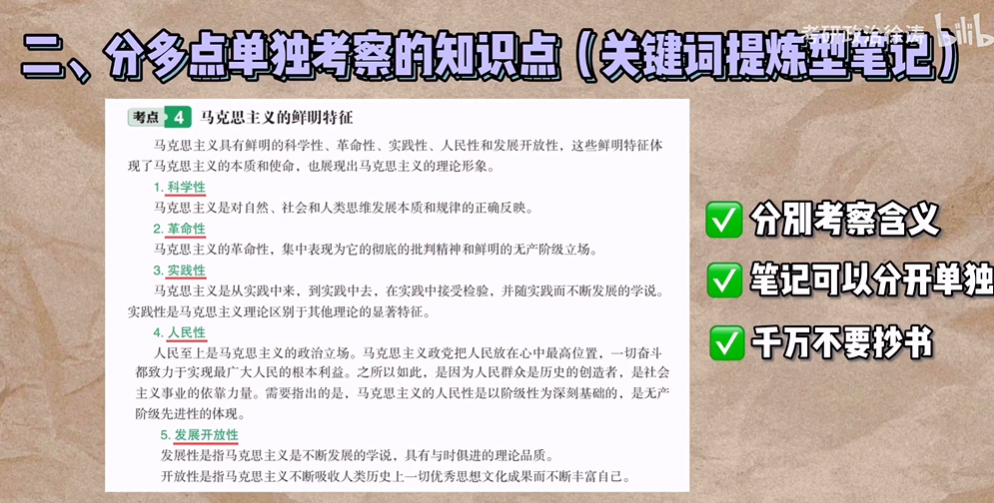 考研政治徐涛 bilib
二、分多点单独考察的知识点（关键词提炼型笔记）
考点 4 马克思主义的鲜明特征
马克思主义具有鲜明的科学性、革命性、实践性、人民性和发展开放性，这些鲜明特征体
现了马克思主义的本质和使命，也展现出马克思主义的理论形象。
1. 科学性
马克思主义是对自然、社会和人类思维发展本质和规律的正确反映。
2. 革命性
马克思主义的革命性，集中表现为它的彻底的批判精神和鲜明的无产阶级立场。
3. 实践性
马克思主义是从实践中来，到实践中去，在实践中接受检验，并随实践而不断发展的学说。
实践性是马克思主义理论区别于其他理论的显著特征。
4. 人民性
人民至上是马克思主义的政治立场。马克思主义政党把人民放在心中最高位置，一切奋斗
都致力于实现最广大人民的根本利益。之所以如此，是因为人民群众是历史的创造者，是社会
主义事业的依靠力量。需要指出的是，马克思主义的人民性是以阶级性为深刻基础的，是无产
阶级先进性的体现。
5. 发展开放性
发展性是指马克思主义是不断发展的学说，具有与时俱进的理论品质。
开放性是指马克思主义不断吸收人类历史上一切优秀思想文化成果而不断丰富自己。
分别考察含义
笔记可以分开单独
千万不要抄书